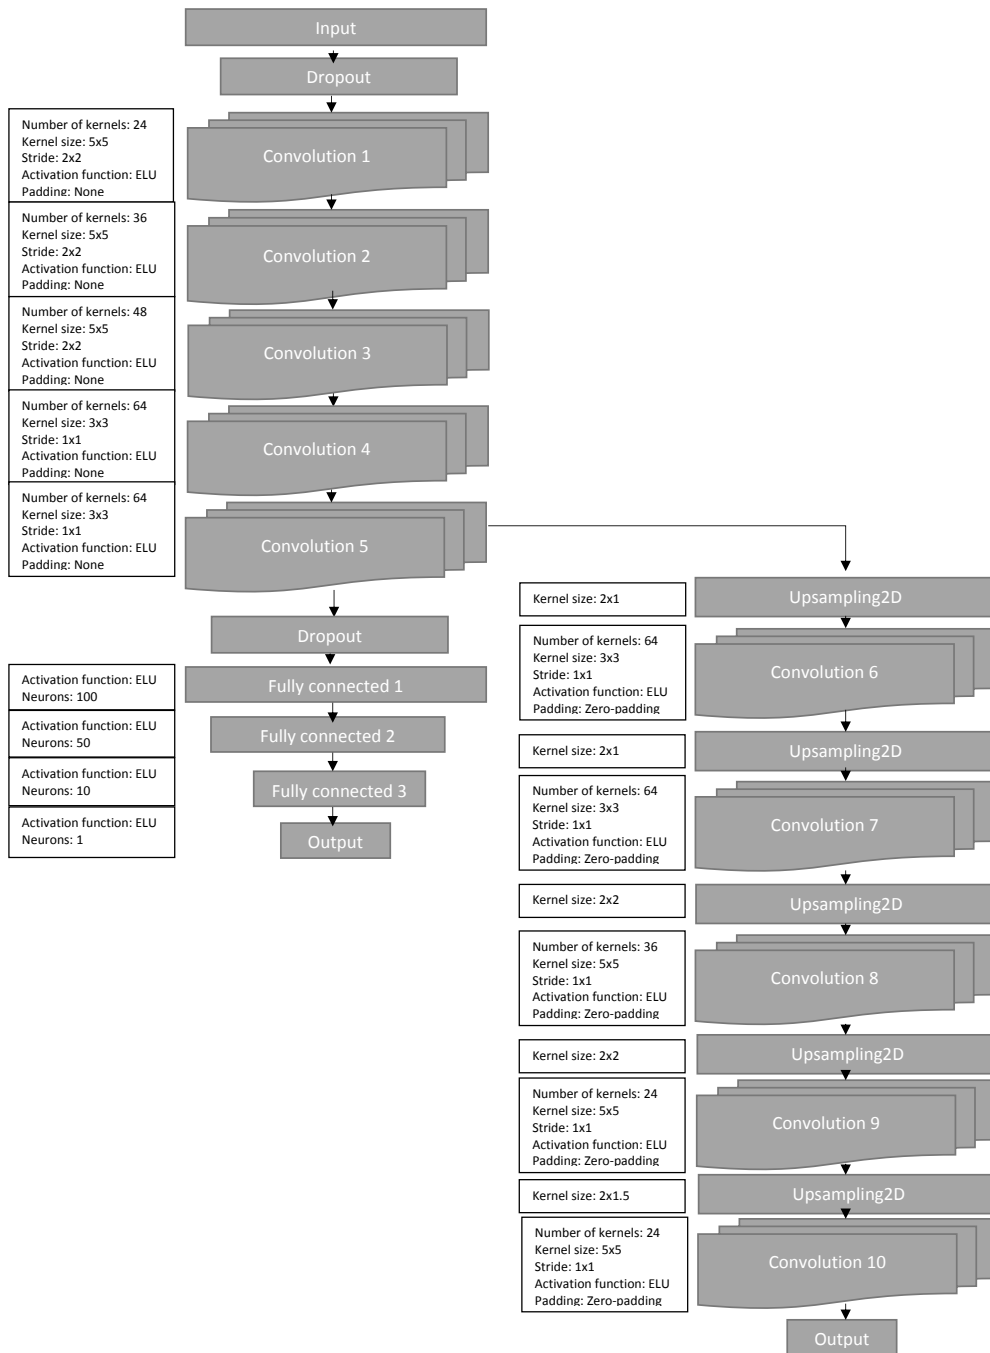 Input
Dropout
Number of kernels: 24
Kernel size: 5x5
Stride: 2x2
Activation function: ELU
Padding: None
Convolution 1
Number of kernels: 36
Kernel size: 5x5
Stride: 2x2
Activation function: ELU
Padding: None
Convolution 2
Number of kernels: 48
Kernel size: 5x5
Stride: 2x2
Activation function: ELU
Padding: None
Convolution 3
Number of kernels: 64
Kernel size: 3x3
Stride: 1x1
Activation function: ELU
Padding: None
Convolution 4
Number of kernels: 64
Kernel size: 3x3
Stride: 1x1
Activation function: ELU
Padding: None
Convolution 5
Dropout
Activation function: ELU
Neurons: 100
Fully connected 1
Activation function: ELU
Neurons: 50
Fully connected 2
Activation function: ELU
Neurons: 10
Fully connected 3
Activation function: ELU
Neurons: 1
Output
Kernel size: 2x1
Upsampling2D
Number of kernels: 64
Kernel size: 3x3
Stride: 1x1
Activation function: ELU
Padding: Zero-padding
Convolution 6
Kernel size: 2x1
Upsampling2D
Number of kernels: 64
Kernel size: 3x3
Stride: 1x1
Activation function: ELU
Padding: Zero-padding
Convolution 7
Kernel size: 2x2
Upsampling2D
Number of kernels: 36
Kernel size: 5x5
Stride: 1x1
Activation function: ELU
Padding: Zero-padding
Convolution 8
Kernel size: 2x2
Upsampling2D
Number of kernels: 24
Kernel size: 5x5
Stride: 1x1
Activation function: ELU
Padding: Zero-padding
Convolution 9
Kernel size: 2x1.5
Upsampling2D
Number of kernels: 24
Kernel size: 5x5
Stride: 1x1
Activation function: ELU
Padding: Zero-padding
Convolution 10
Output